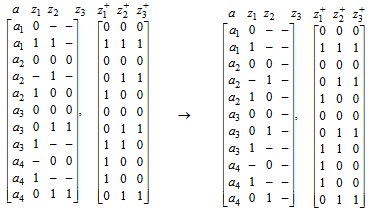 a z₁ z₂ z₃ z₁⁺ z₂⁺ z₃⁺ a z₁ z₂ z₃ z₁⁺ z₂⁺ z₃⁺
a₁ 0 − − 0 0 0 a₁ 0 − − 0 0 0
a₁ 1 1 − 1 1 1 a₁ 1 − − 1 1 1
a₂ 0 0 0 0 0 0 a₂ 0 0 − 0 0 0
a₂ − 1 − 0 1 1 a₂ − 1 − 0 1 1
a₂ 1 0 0 1 0 0 a₂ 1 0 − 1 0 0
a₃ 0 0 0 , 0 0 0 → a₃ 0 0 − , 0 0 0
a₃ 0 1 1 0 1 1 a₃ 0 1 − 0 1 1
a₃ 1 − − 1 0 0 a₃ 1 − − 1 0 0
a₄ − 0 0 1 0 0 a₄ − 0 − 1 0 0
a₄ 1 − − 1 0 0 a₄ 1 − − 1 0 0
a₄ 0 1 1 0 1 1 a₄ 0 1 − 0 1 1